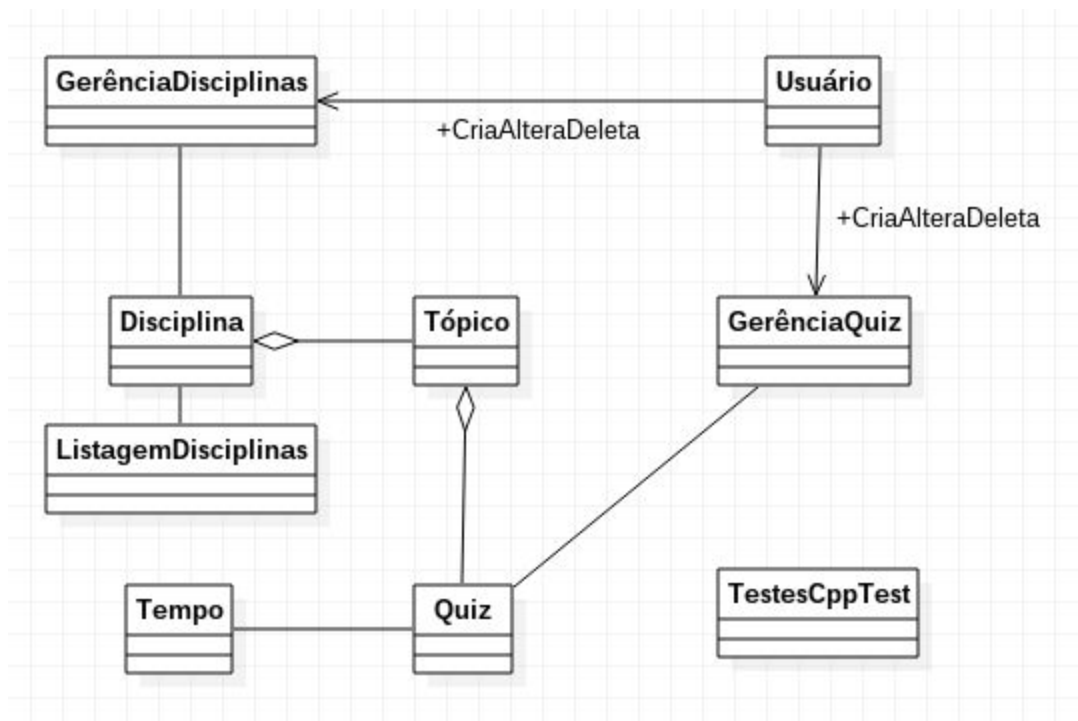 GerênciaDisciplinas
Usuário
+CriaAlteraDeleta
+CriaAlteraDeleta
Disciplina
Tópico
GerênciaQuiz
ListagemDisciplinas
Tempo
Quiz
TestesCppTest